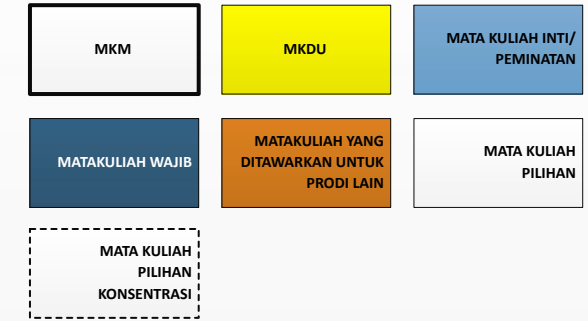 MKM
MKDU
MATA KULIAH INTI/
PEMINATAN
MATAKULIAH WAJIB
MATAKULIAH YANG
DITAWARKAN UNTUK
PRODI LAIN
MATA KULIAH
PILIHAN
MATA KULIAH
PILIHAN
KONSENTRASI